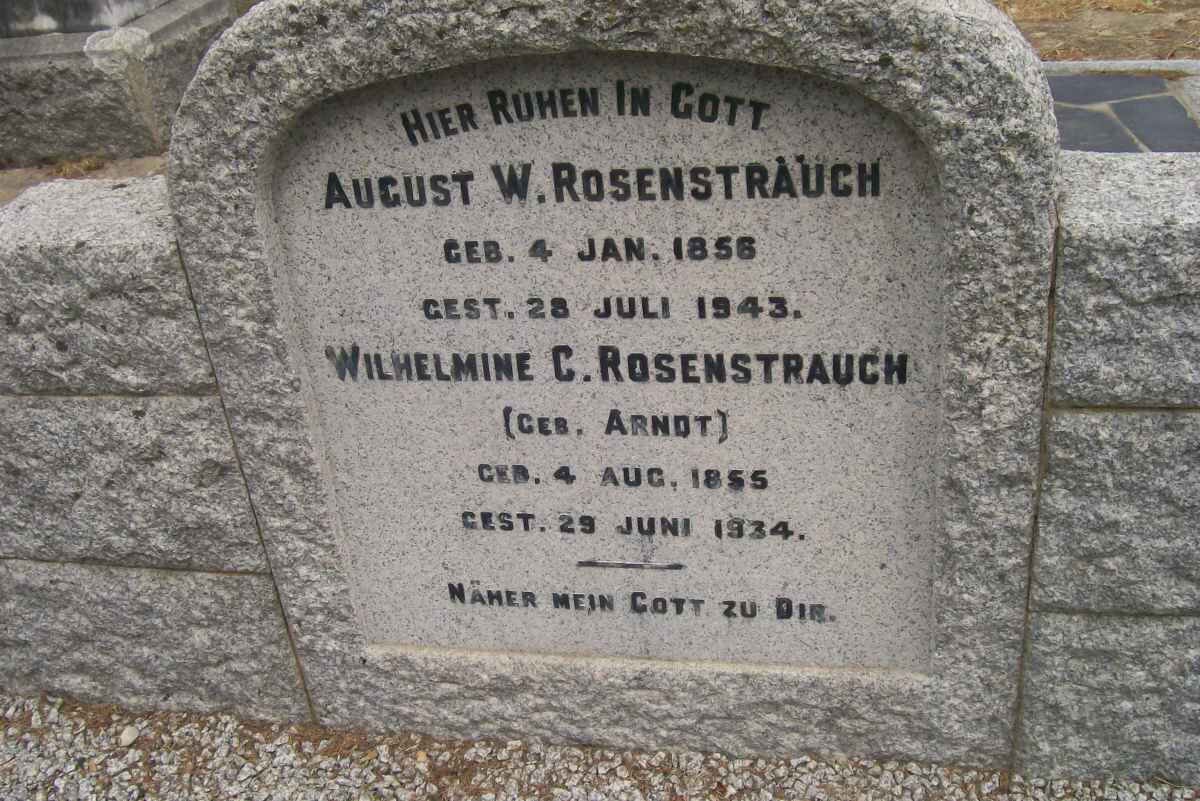 HIER RUHEN IN GOTT
AUGUST W. ROSENSTRÄUCH
GEB. 4 JAN. 1856
GEST. 28 JULI 1943.
WILHELMINE C. ROSENSTRAUCH
(GEB. ARNDT)
GEB. 4 AUG. 1855
GEST. 29 JUNI 1934.
NÄHER MEIN GOTT ZU DIR.